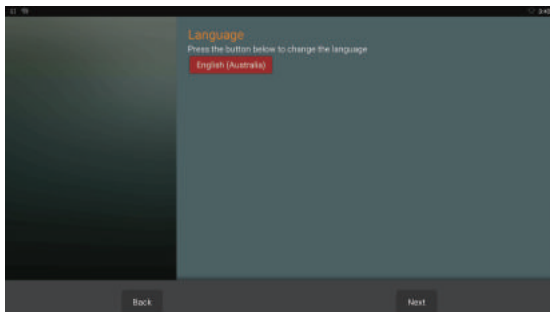 Language
Press the button below to change the language
English (Australia)
Back
Next